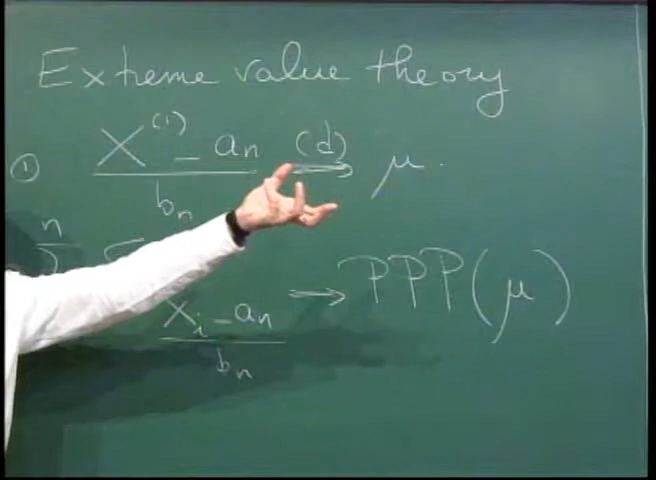 Extreme value theory
① X^(1) - a_n / b_n (d) ⟹ μ.
n
X_i - a_n / b_n ⟹ PPP(μ)